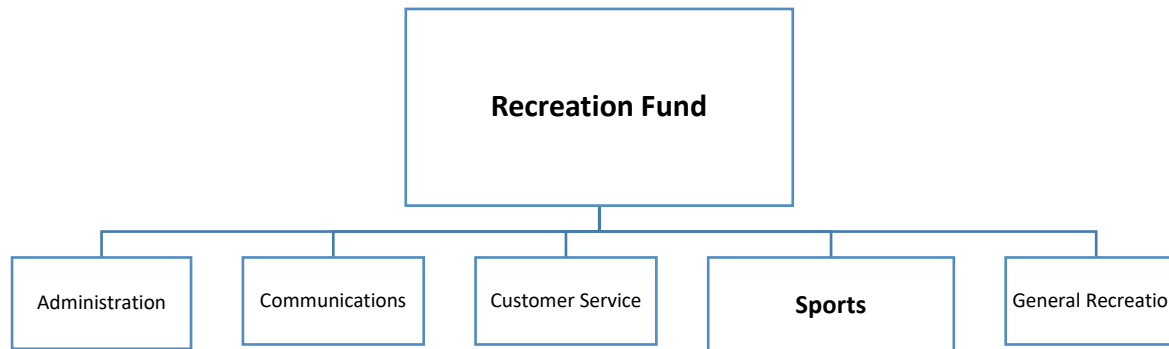 Recreation Fund
Administration
Communications
Customer Service
Sports
General Recreatio